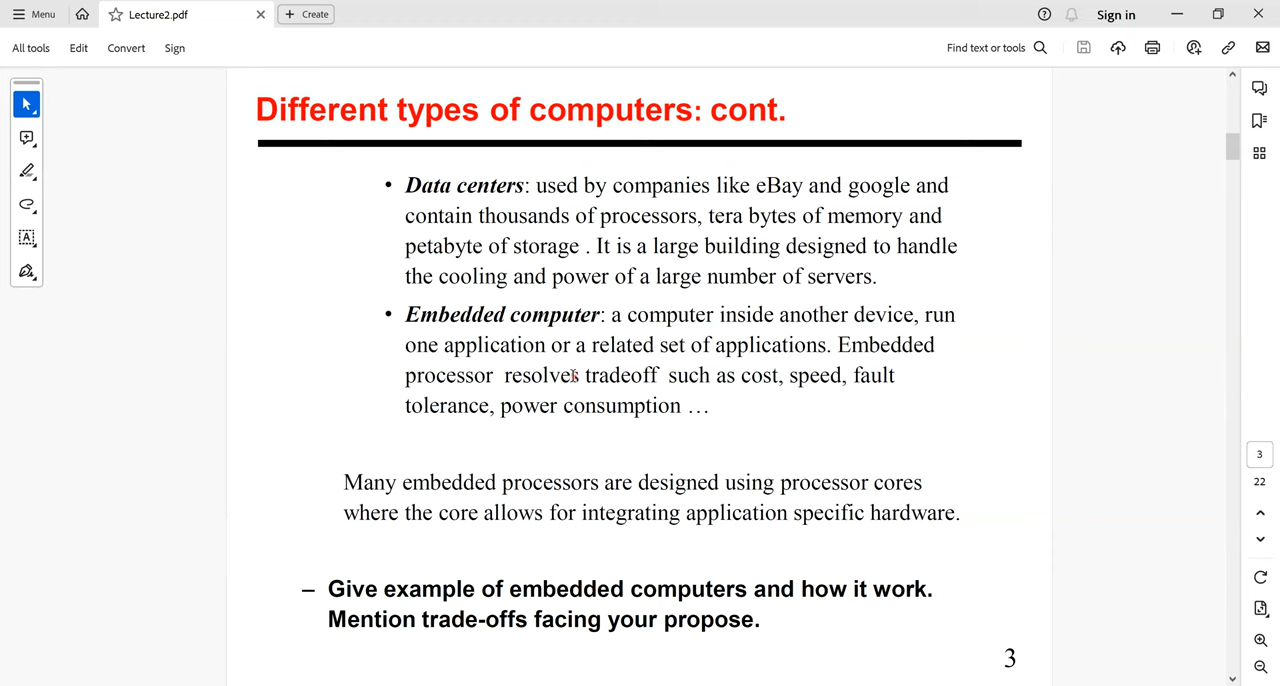 Menu
Lecture2.pdf
Create
Sign in
All tools
Edit
Convert
Sign
Find text or tools
Different types of computers: cont.
• Data centers: used by companies like eBay and google and
contain thousands of processors, tera bytes of memory and
petabyte of storage . It is a large building designed to handle
the cooling and power of a large number of servers.
• Embedded computer: a computer inside another device, run
one application or a related set of applications. Embedded
processor resolves tradeoff such as cost, speed, fault
tolerance, power consumption …
Many embedded processors are designed using processor cores
where the core allows for integrating application specific hardware.
– Give example of embedded computers and how it work.
Mention trade-offs facing your propose.
3
3
22